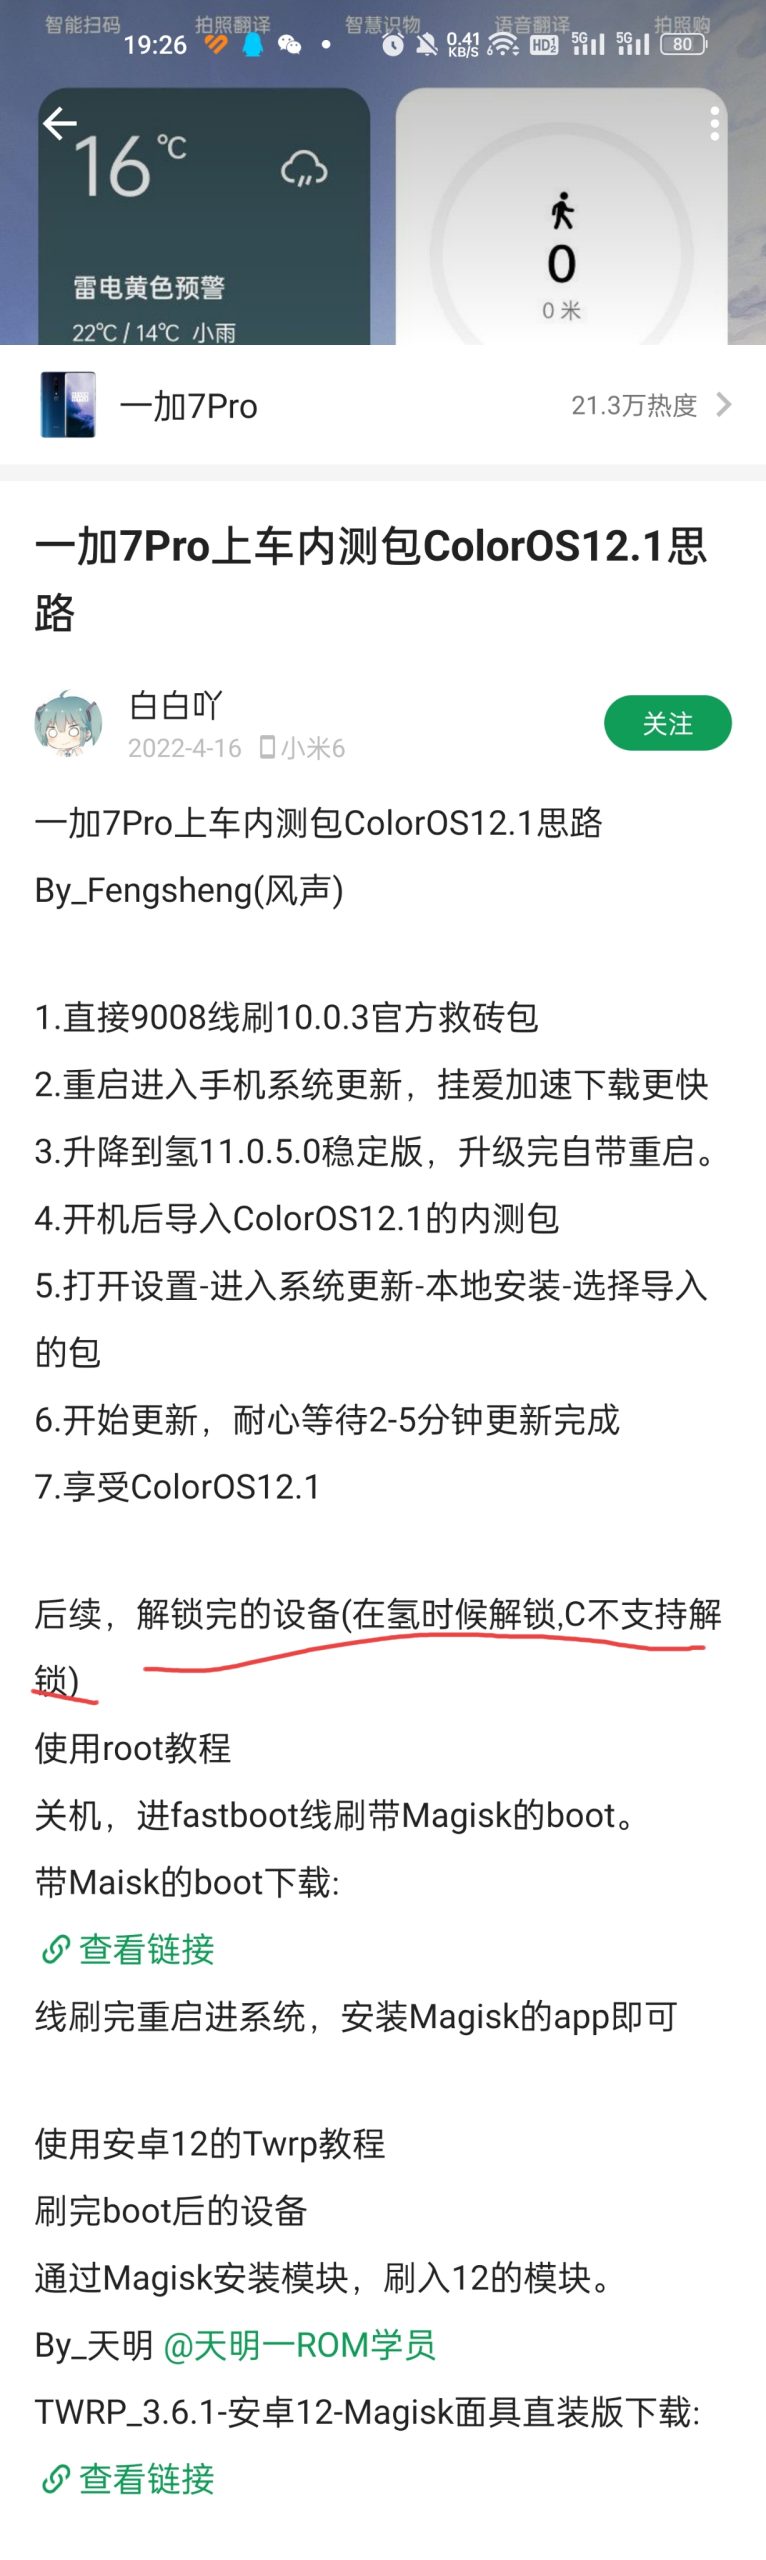 智能扫码 拍照翻译 智慧识物 语音翻译 拍照购
19:26 0.41 KB/S HD 5G 5G 80
16 °C
雷电黄色预警
22°C / 14°C 小雨
0
0 米
一加7Pro 21.3万热度
一加7Pro上车内测包ColorOS12.1思
路
白白吖
2022-4-16 小米6
关注
一加7Pro上车内测包ColorOS12.1思路
By_Fengsheng(风声)
1.直接9008线刷10.0.3官方救砖包
2.重启进入手机系统更新，挂爱加速下载更快
3.升降到氢11.0.5.0稳定版，升级完自带重启。
4.开机后导入ColorOS12.1的内测包
5.打开设置-进入系统更新-本地安装-选择导入
的包
6.开始更新，耐心等待2-5分钟更新完成
7.享受ColorOS12.1
后续，解锁完的设备(在氢时候解锁,C不支持解
锁)
使用root教程
关机，进fastboot线刷带Magisk的boot。
带Maisk的boot下载:
查看链接
线刷完重启进系统，安装Magisk的app即可
使用安卓12的Twrp教程
刷完boot后的设备
通过Magisk安装模块，刷入12的模块。
By_天明 @天明一ROM学员
TWRP_3.6.1-安卓12-Magisk面具直装版下载:
查看链接